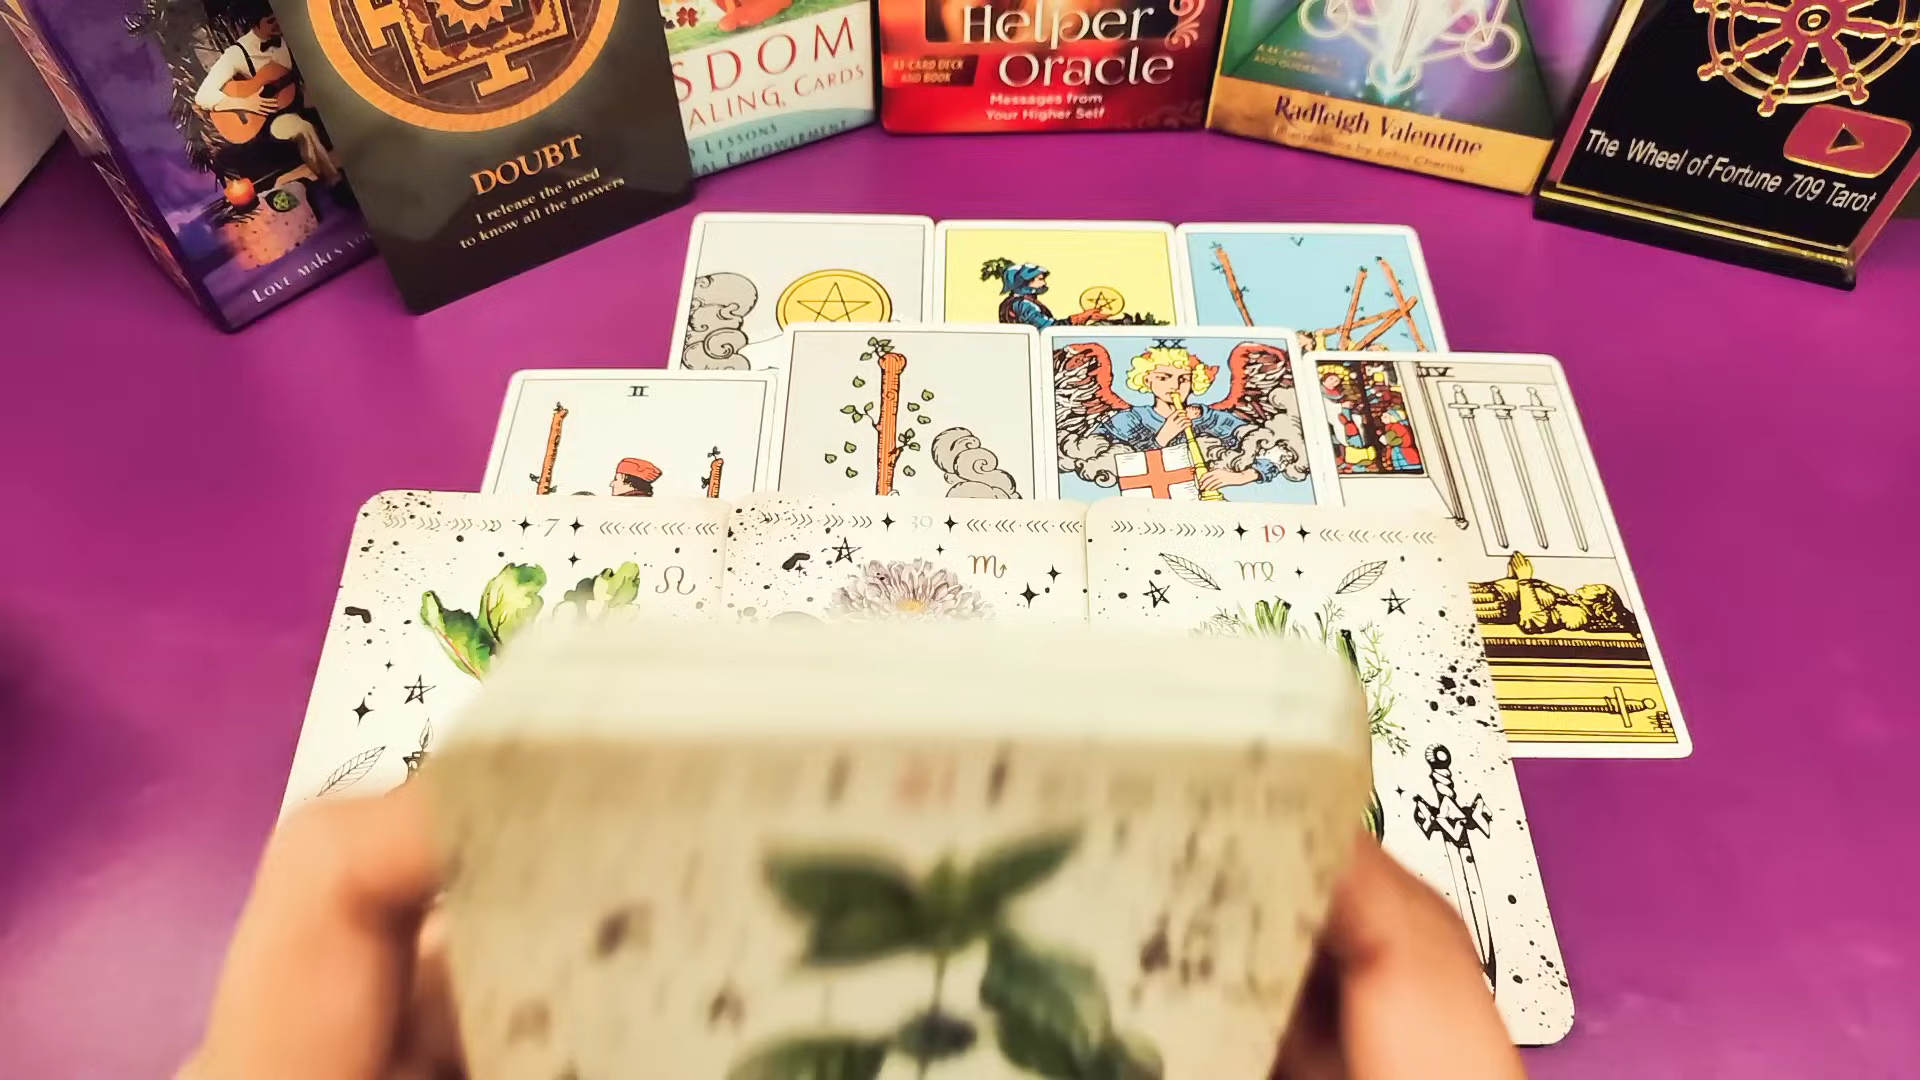 LOVE MAKES
DOUBT
I release the need
to know all the answers
SDOM
ALING CARDS
LESSONS
EMPOWERMENT
Helper
Oracle
CARD DECK
AND BOOK
Messages from
Your Higher Self
Radleigh Valentine
The Wheel of Fortune 709 Tarot
V
II
XX
IV
7
39
19